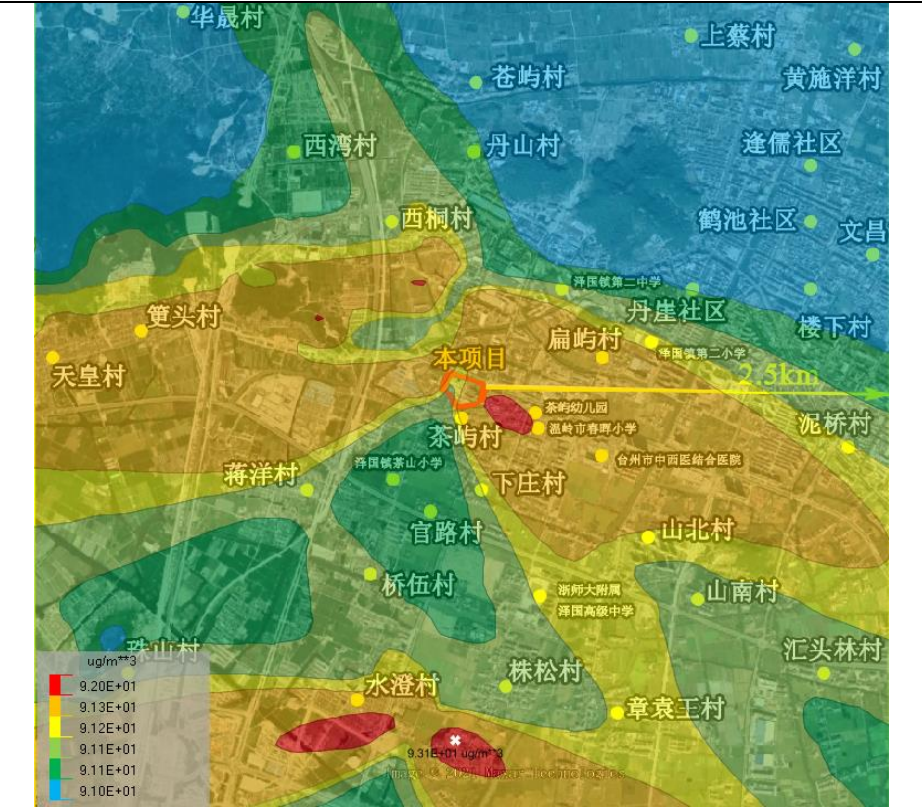 华晟村
上蔡村
苍屿村
黄施洋村
西湾村
丹山村
逢儒社区
西桐村
鹤池社区
文昌
泽国镇第二中学
丹崖社区
篁头村
楼下村
扁屿村
泽国镇第二小学
本项目
天皇村
2.5km
茶屿幼儿园
泥桥村
温岭市春晖小学
茶屿村
台州市中西医结合医院
泽国镇茶山小学
蒋洋村
下庄村
官路村
山北村
桥伍村
浙师大附属
泽国高级中学
山南村
珠山村
汇头林村
株松村
水澄村
章袁王村
ug/m**3
9.20E+01
9.13E+01
9.12E+01
9.11E+01
9.11E+01
9.10E+01
9.31E+01 ug/m**3